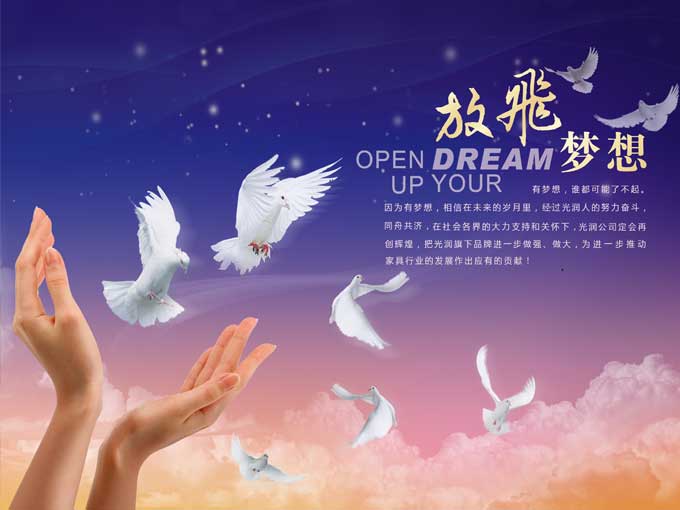 放飛
梦想
OPEN DREAM
UP YOUR
有梦想，谁都可能了不起。
因为有梦想，相信在未来的岁月里，经过光润人的努力奋斗，
同舟共济，在社会各界的大力支持和关怀下，光润公司定会再
创辉煌，把光润旗下品牌进一步做强、做大，为进一步推动
家具行业的发展作出应有的贡献！